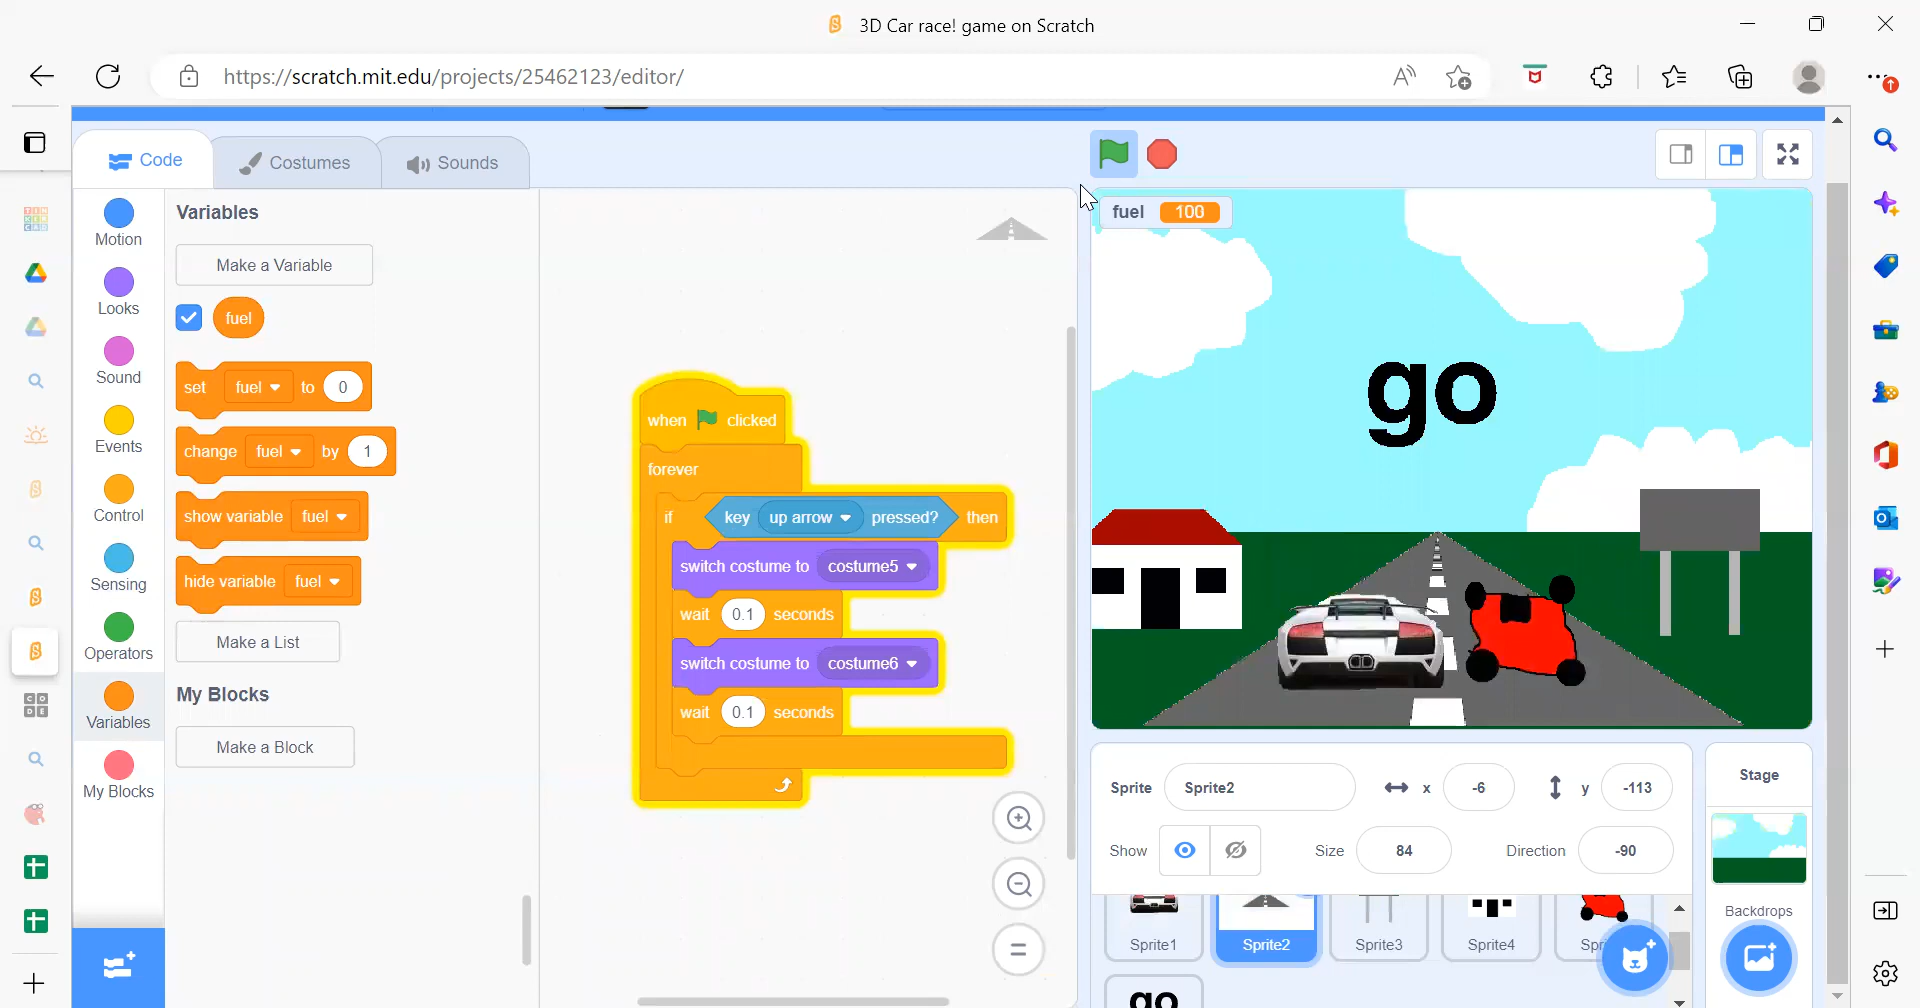 3D Car race! game on Scratch
https://scratch.mit.edu/projects/25462123/editor/
Code
Costumes
Sounds
Motion
Looks
Sound
Events
Control
Sensing
Operators
Variables
My Blocks
Variables
Make a Variable
fuel
set fuel to 0
change fuel by 1
show variable fuel
hide variable fuel
Make a List
My Blocks
Make a Block
when clicked
forever
if key up arrow pressed? then
switch costume to costume5
wait 0.1 seconds
switch costume to costume6
wait 0.1 seconds
fuel 100
go
Sprite Sprite2 x -6 y -113
Show Size 84 Direction -90
Sprite1
Sprite2
Sprite3
Sprite4
go
Stage
Backdrops